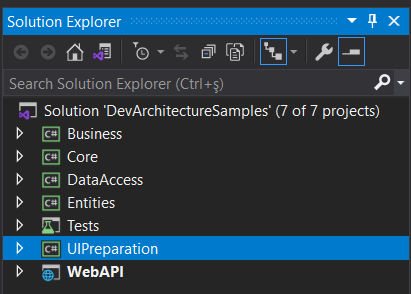 Solution Explorer
Search Solution Explorer (Ctrl+ş)
Solution 'DevArchitectureSamples' (7 of 7 projects)
C# Business
C# Core
C# DataAccess
C# Entities
Tests
C# UIPreparation
WebAPI